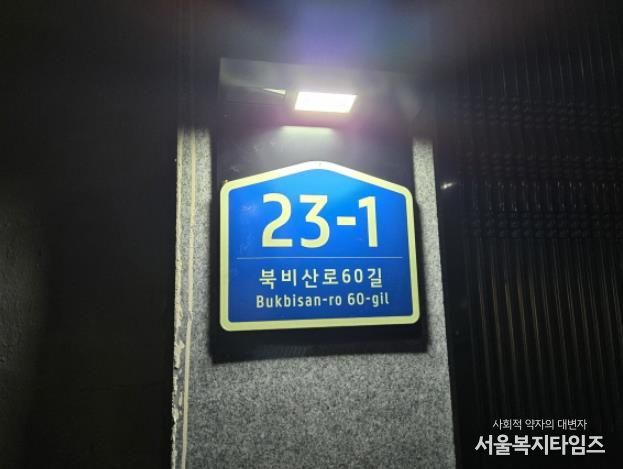 23-1
북비산로60길
Bukbisan-ro 60-gil
사회적 약자의 대변자
서울복지타임즈